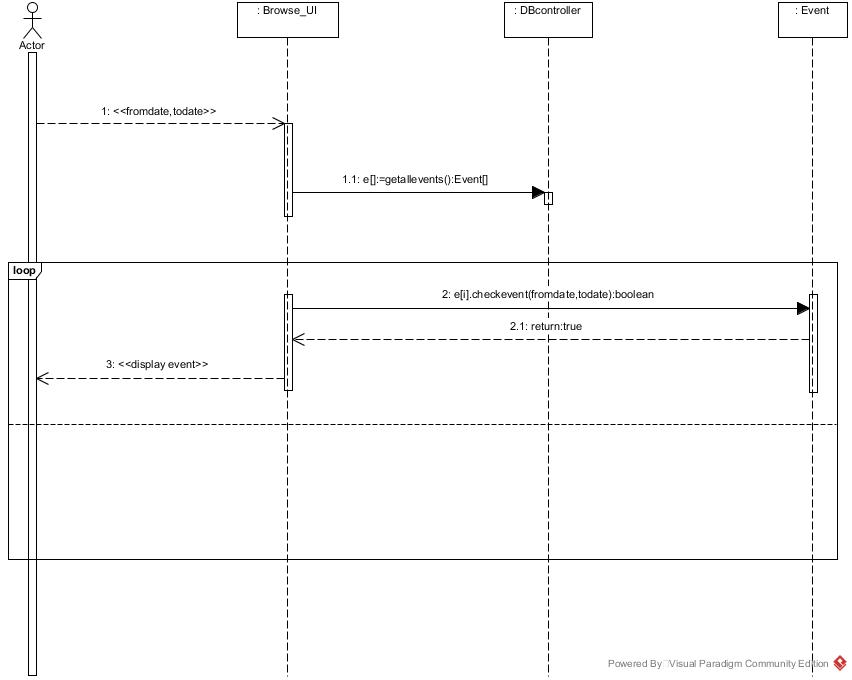 : Browse_UI
: DBcontroller
: Event
Actor
1: <<fromdate,todate>>
1.1: e[]:=getallevents():Event[]
loop
2: e[i].checkevent(fromdate,todate):boolean
2.1: return:true
3: <<display event>>
Powered By Visual Paradigm Community Edition